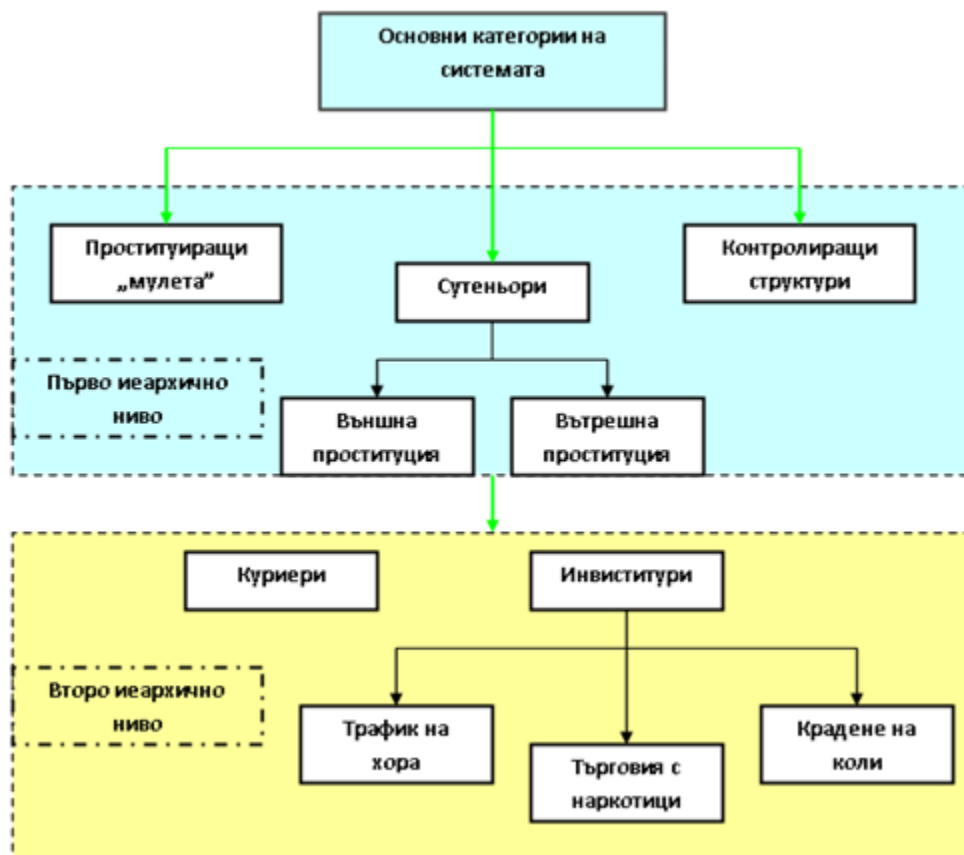 Основни категории на
системата
Проституиращи
„мулета”
Сутеньори
Контролиращи
структури
Първо иеархично
ниво
Външна
проституция
Вътрешна
проституция
Куриери
Инвиститури
Второ иеархично
ниво
Трафик на
хора
Търговия с
наркотици
Крадене на
коли